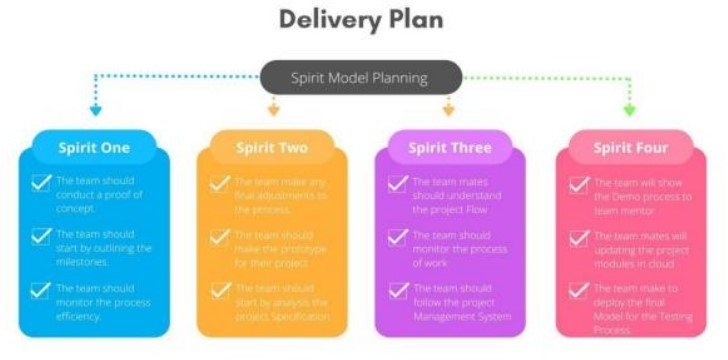 Delivery Plan
Spirit Model Planning
Spirit One
The team should
conduct a proof of
concept.
The team should
start by outlining the
milestones.
The team should
monitor the process
efficiency.
Spirit Two
The team make any
final adjustments to
the process.
The team should
make the prototype
for their project
The team should
start by analysis the
project Specification
Spirit Three
The team mates
should understand
the project Flow
The team should
monitor the process
of work
The team should
follow the project
Management System
Spirit Four
The team will show
the Demo process to
team mentor
The team mates will
updating the project
modules in cloud
The team make to
deploy the final
Model for the Testing
Process